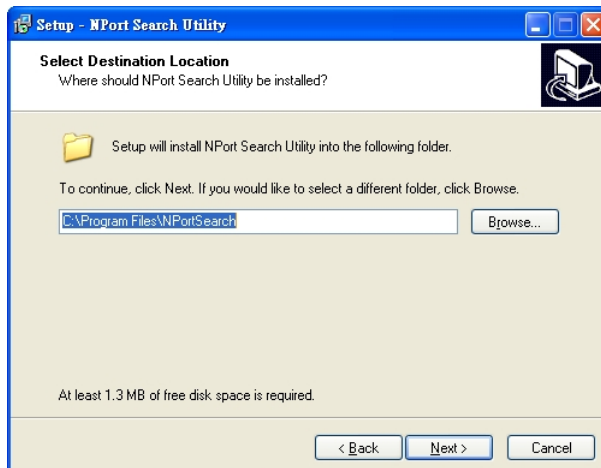 Setup - NPort Search Utility
Select Destination Location
Where should NPort Search Utility be installed?
Setup will install NPort Search Utility into the following folder.
To continue, click Next. If you would like to select a different folder, click Browse.
C:\Program Files\NPortSearch
Browse...
At least 1.3 MB of free disk space is required.
< Back
Next >
Cancel